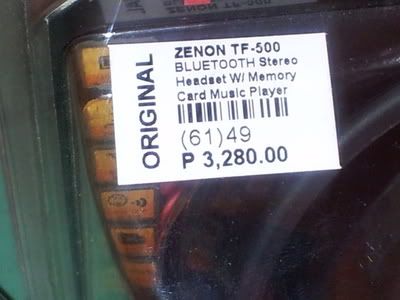 ORIGINAL
ZENON TF-500
BLUETOOTH Stereo
Headset W/ Memory
Card Music Player
(61)49
P 3,280.00